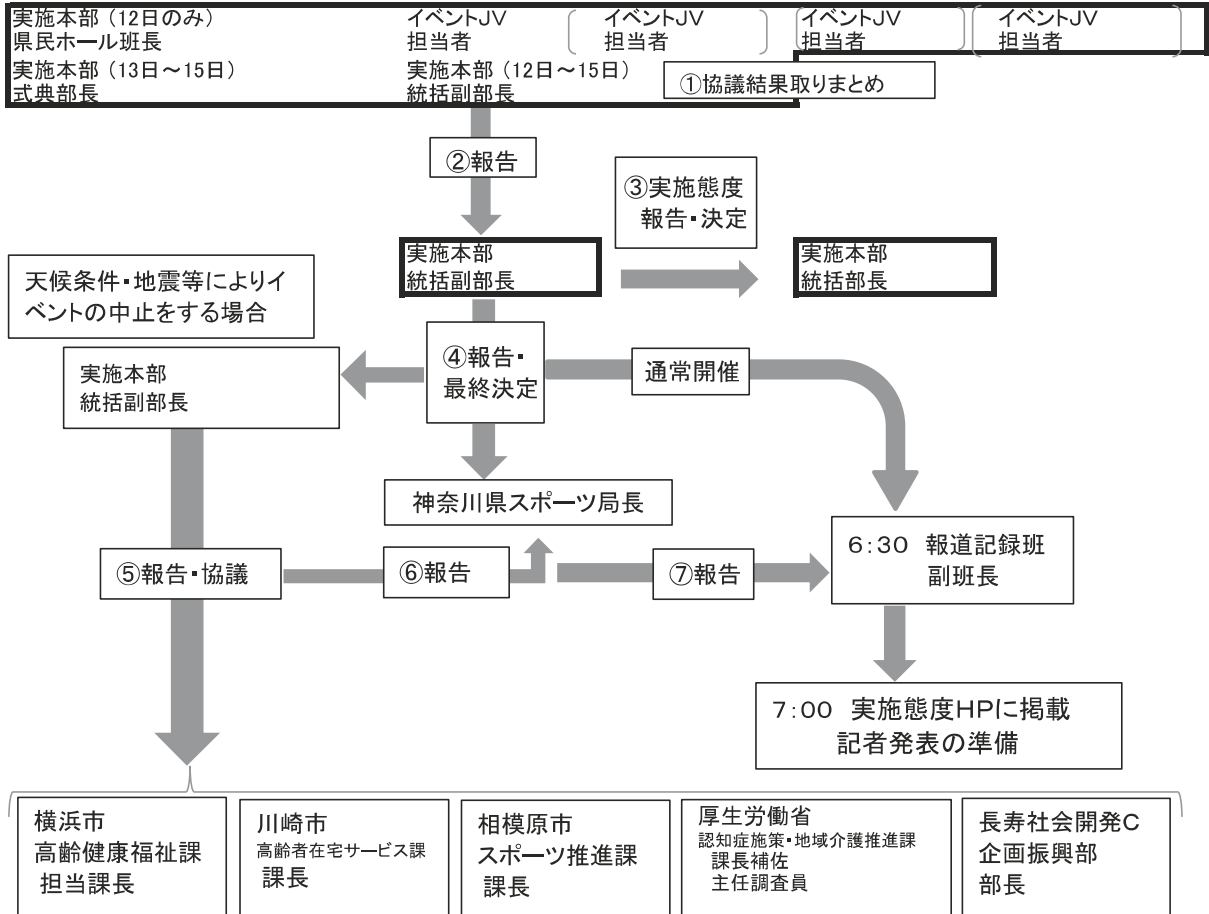 実施本部（12日のみ）
県民ホール班長
イベントJV
担当者
イベントJV
担当者
イベントJV
担当者
イベントJV
担当者
実施本部（13日～15日）
式典部長
実施本部（12日～15日）
統括副部長
①協議結果取りまとめ
②報告
③実施態度
報告・決定
実施本部
統括副部長
実施本部
統括部長
天候条件・地震等によりイ
ベントの中止をする場合
実施本部
統括副部長
④報告・
最終決定
通常開催
神奈川県スポーツ局長
⑤報告・協議
⑥報告
⑦報告
6：30 報道記録班
副班長
7：00 実施態度HPに掲載
記者発表の準備
横浜市
高齢健康福祉課
担当課長
川崎市
高齢者在宅サービス課
課長
相模原市
スポーツ推進課
課長
厚生労働省
認知症施策・地域介護推進課
課長補佐
主任調査員
長寿社会開発C
企画振興部
部長